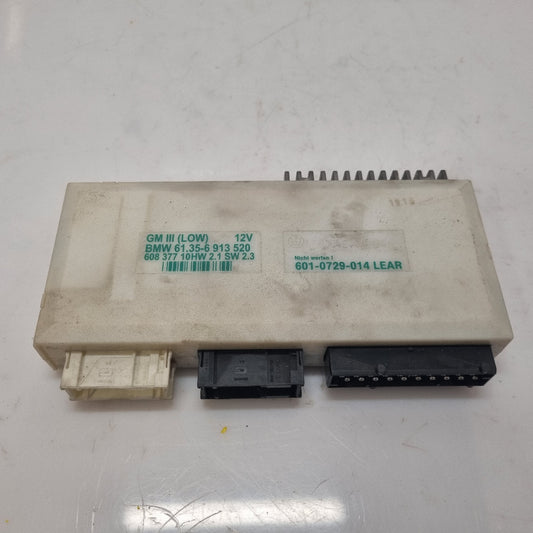 GM III (LOW) 12V
BMW 61.35-6 913 520
608 377 10HW 2.1 SW 2.3
Nicht werfen !
601-0729-014 LEAR